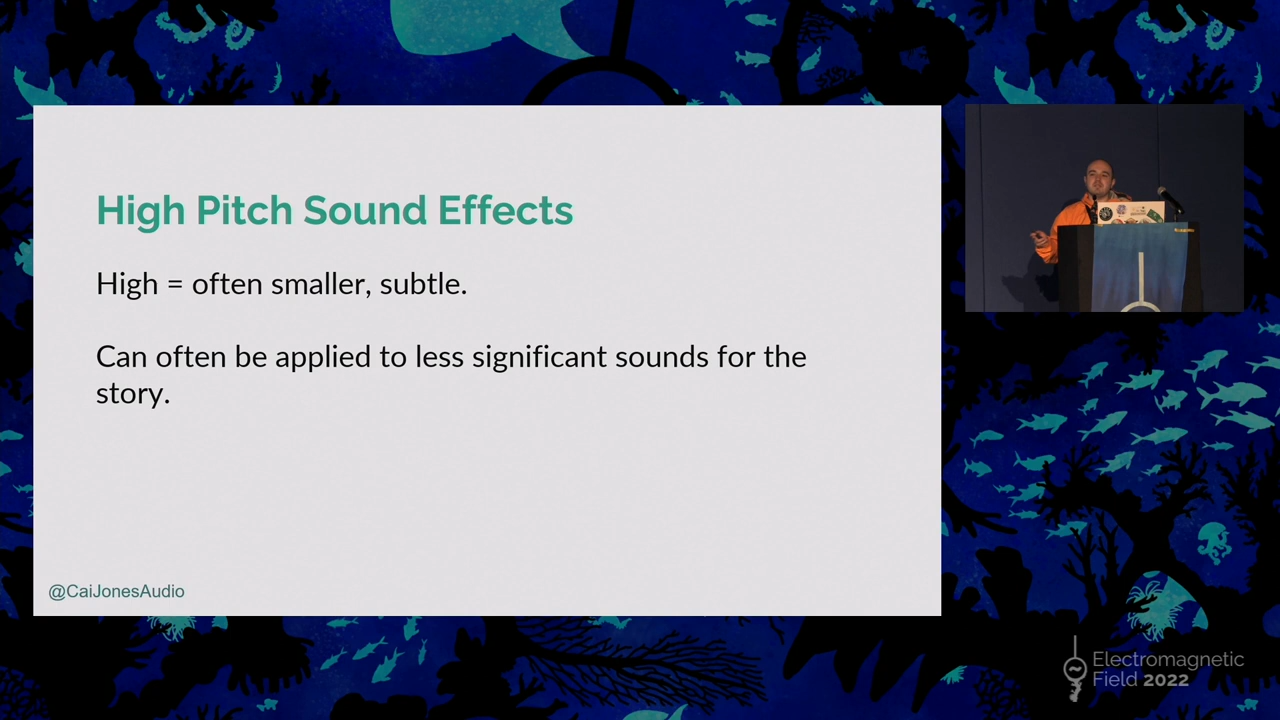 High Pitch Sound Effects
High = often smaller, subtle.
Can often be applied to less significant sounds for the
story.
@CaiJonesAudio
Electromagnetic
Field 2022